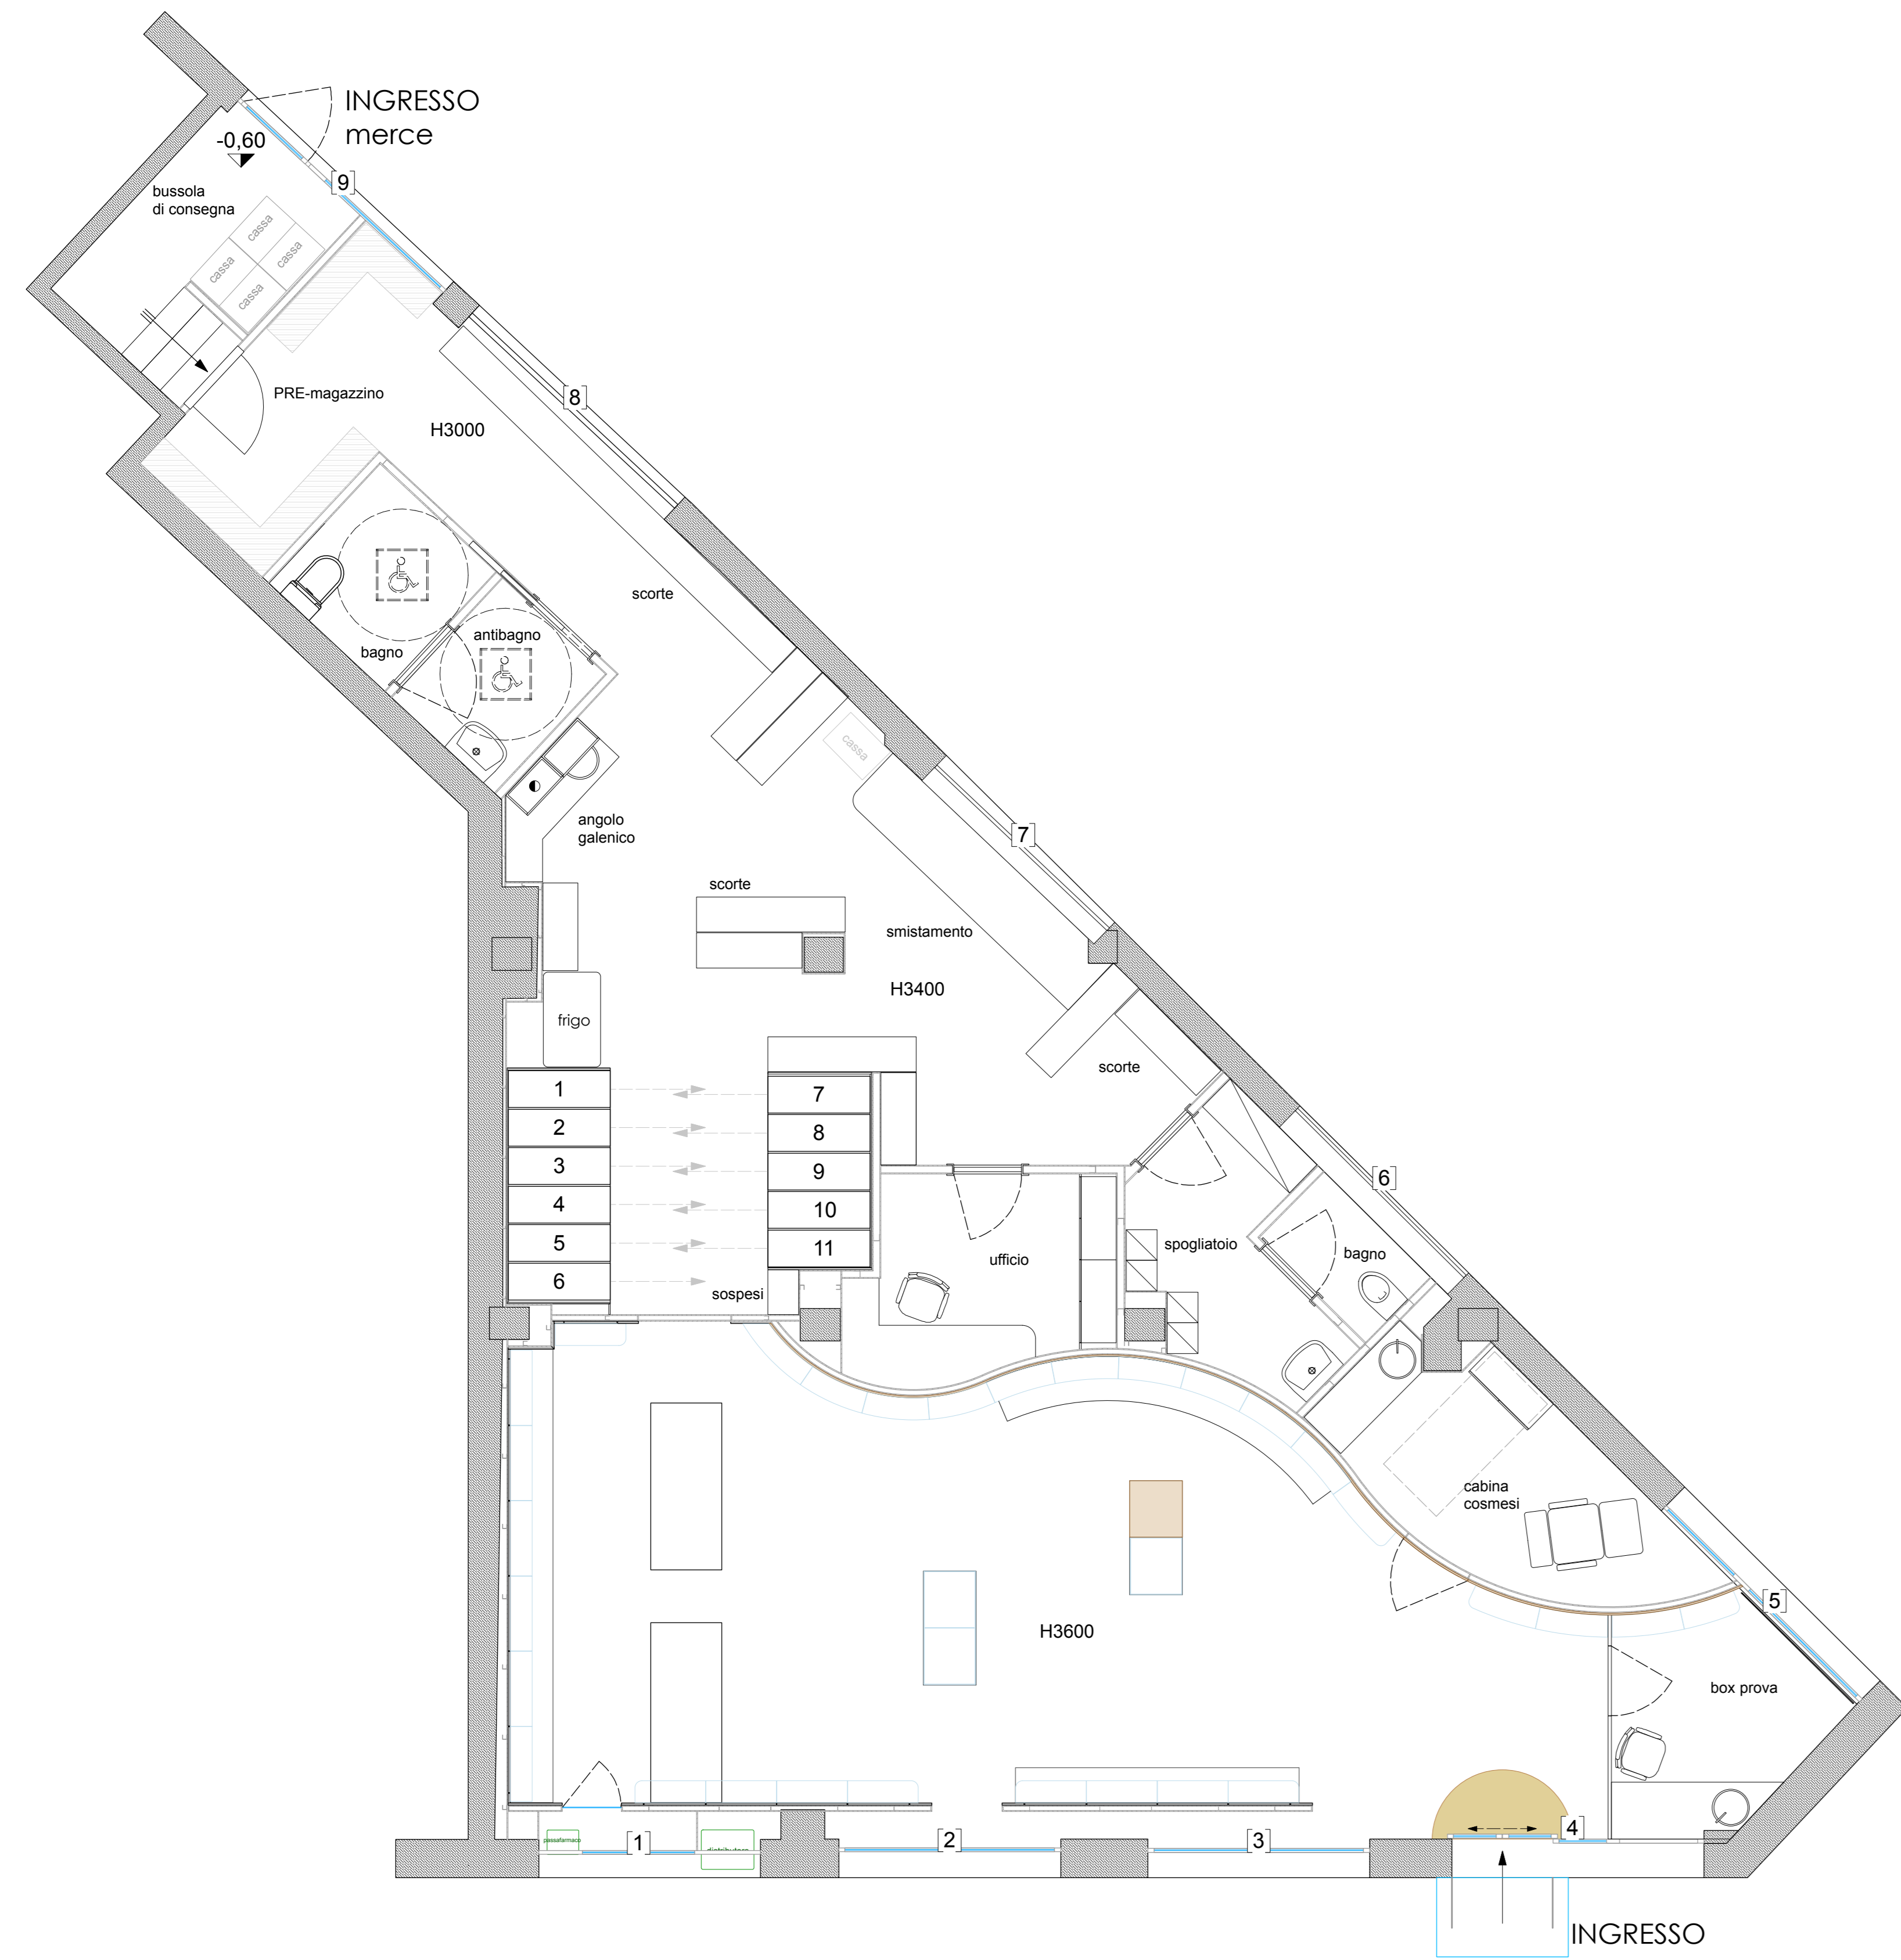 INGRESSO
merce
-0,60
[9]
bussola
di consegna
cassa
cassa
cassa
cassa
PRE-magazzino
[8]
H3000
scorte
antibagno
bagno
cassa
angolo
galenico
[7]
scorte
smistamento
H3400
frigo
scorte
1
7
2
8
3
9
4
10
5
11
6
[6]
spogliatoio
bagno
ufficio
sospesi
cabina
cosmesi
[5]
H3600
box prova
passafarmaco
[1]
distributore
[2]
[3]
[4]
INGRESSO